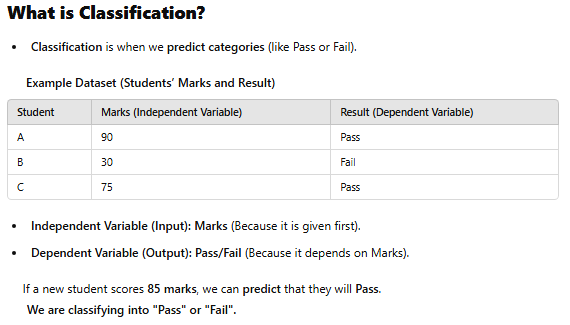 What is Classification?
• Classification is when we predict categories (like Pass or Fail).
Example Dataset (Students' Marks and Result)
Student Marks (Independent Variable) Result (Dependent Variable)
A 90 Pass
B 30 Fail
C 75 Pass
• Independent Variable (Input): Marks (Because it is given first).
• Dependent Variable (Output): Pass/Fail (Because it depends on Marks).
If a new student scores 85 marks, we can predict that they will Pass.
We are classifying into "Pass" or "Fail".